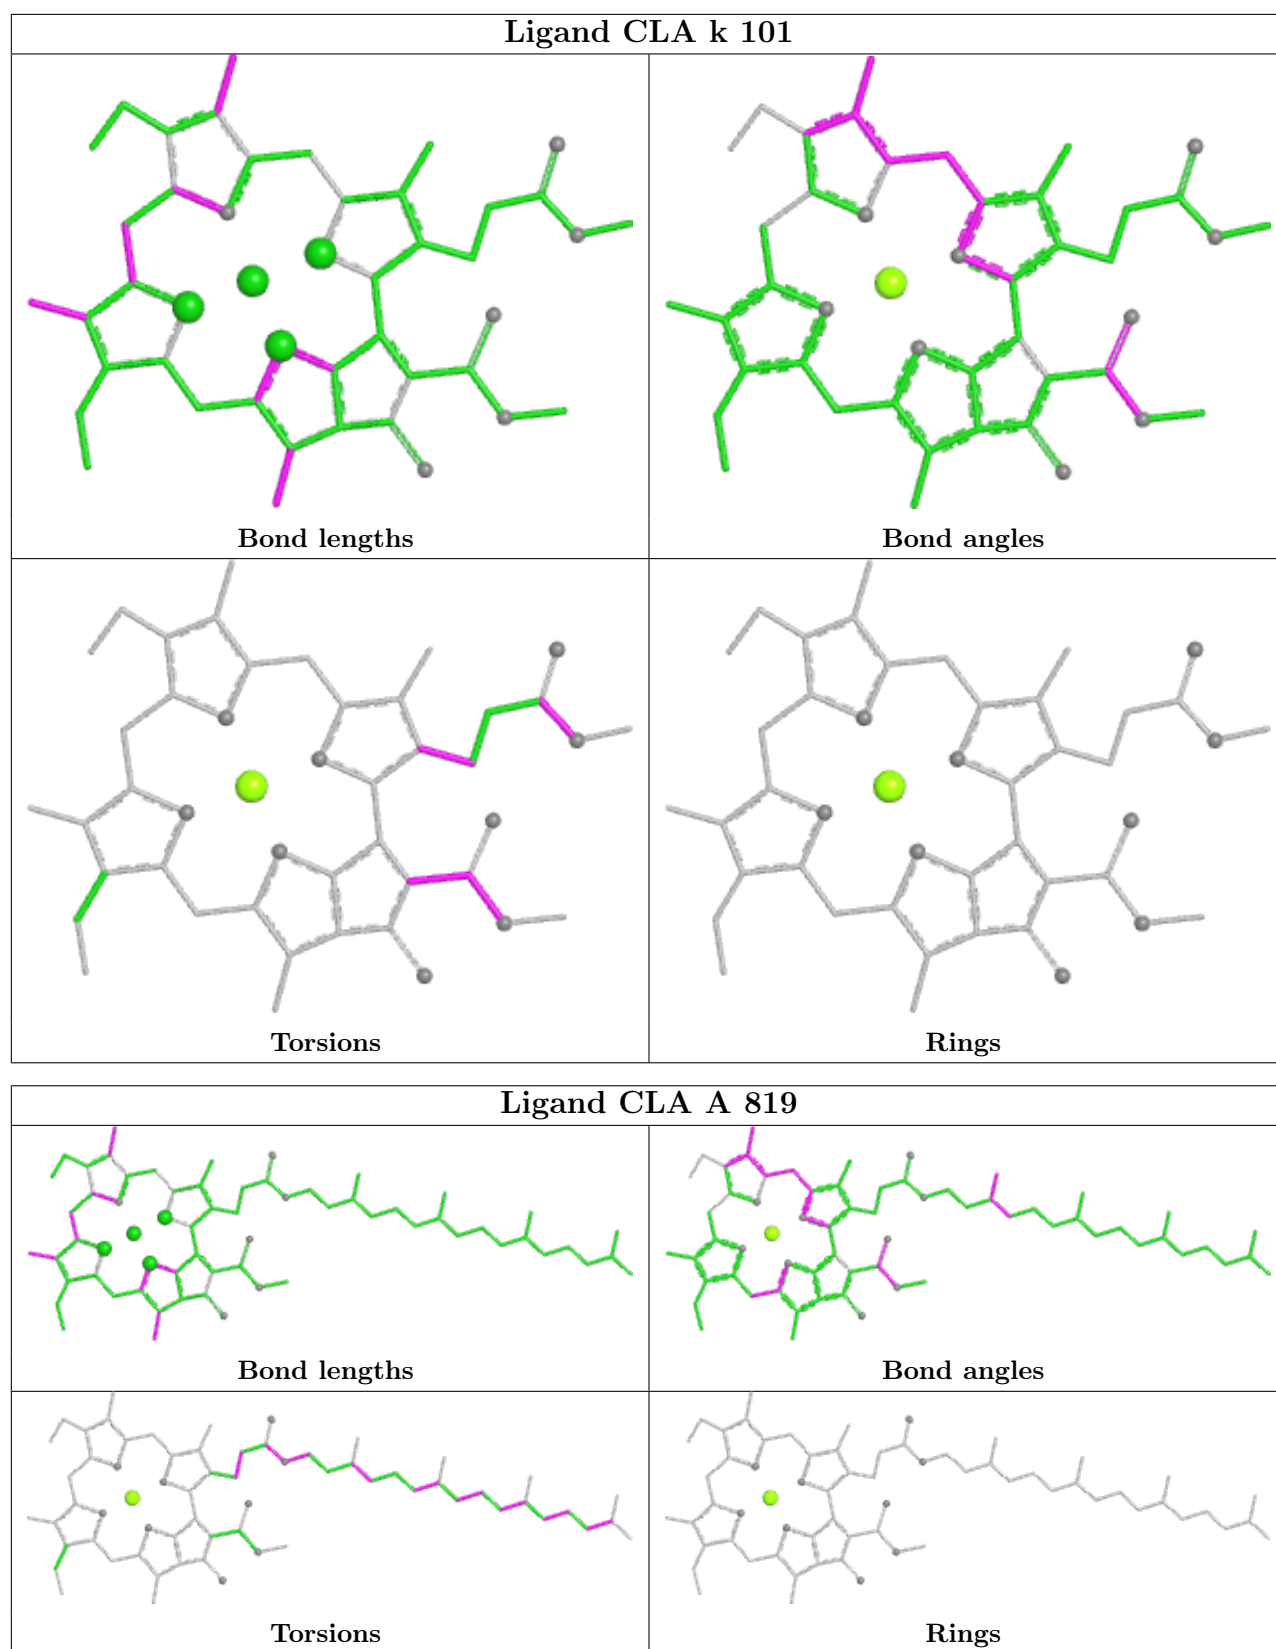 Ligand CLA k 101
Bond lengths
Bond angles
Torsions
Rings
Ligand CLA A 819
Bond lengths
Bond angles
Torsions
Rings